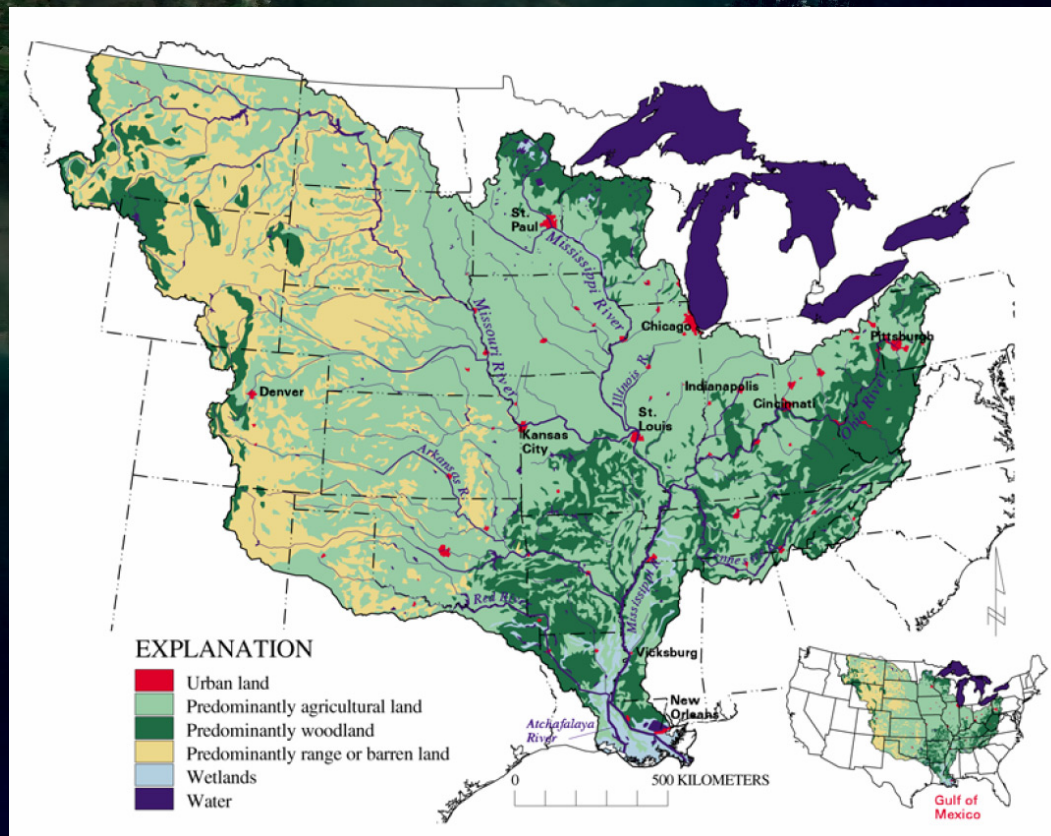 St.
Paul
Mississippi River
Missouri River
Chicago
Pittsburgh
Illinois R.
Indianapolis
Cincinnati
Ohio River
Denver
St.
Louis
Kansas
City
Arkansas R.
Red River
Mississippi R.
Vicksburg
New
Orleans
Atchafalaya
River
EXPLANATION
Urban land
Predominantly agricultural land
Predominantly woodland
Predominantly range or barren land
Wetlands
Water
0 500 KILOMETERS
Gulf of
Mexico